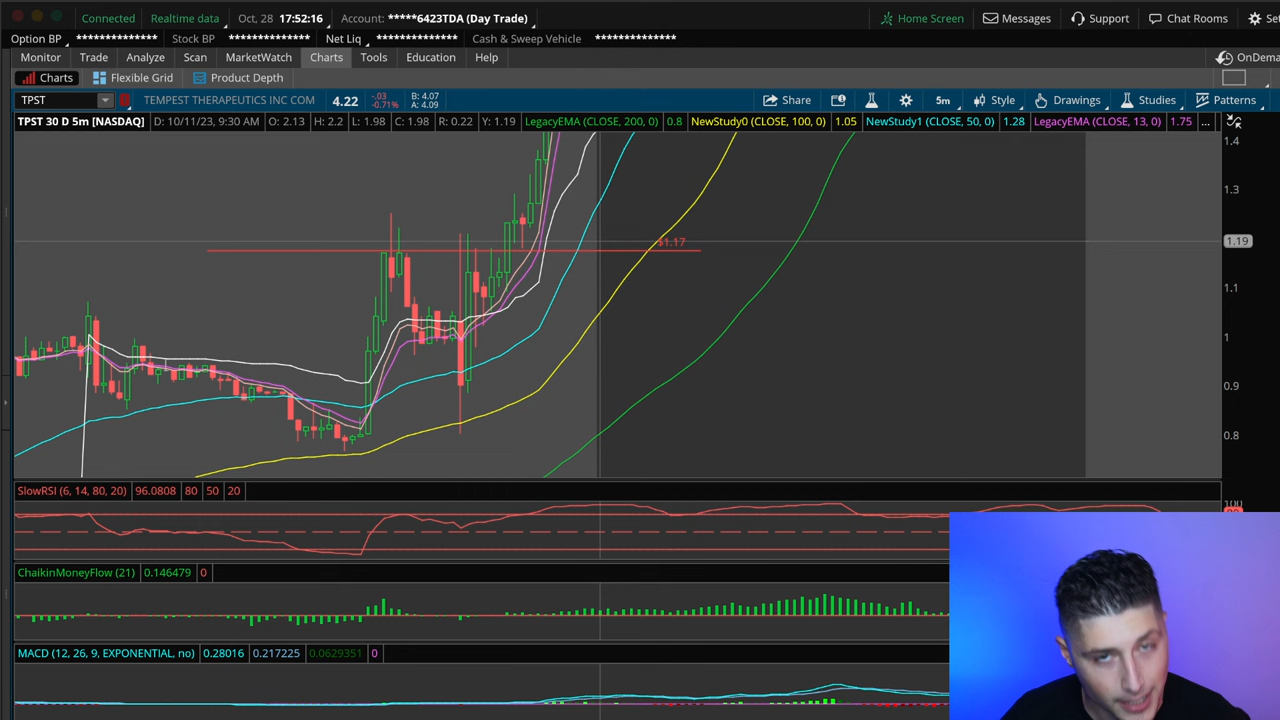 Connected Realtime data Oct, 28 17:52:16 Account: *****6423TDA (Day Trade) Home Screen Messages Support Chat Rooms
Option BP ************** Stock BP ************** Net Liq ************** Cash & Sweep Vehicle **************
Monitor Trade Analyze Scan MarketWatch Charts Tools Education Help
Charts Flexible Grid Product Depth
TPST TEMPEST THERAPEUTICS INC COM 4.22 -.03 -0.71% B: 4.07 A: 4.09 Share 5m Style Drawings Studies Patterns
TPST 30 D 5m [NASDAQ] D: 10/11/23, 9:30 AM O: 2.13 H: 2.2 L: 1.98 C: 1.98 R: 0.22 Y: 1.19 LegacyEMA (CLOSE, 200, 0) 0.8 NewStudy0 (CLOSE, 100, 0) 1.05 NewStudy1 (CLOSE, 50, 0) 1.28 LegacyEMA (CLOSE, 13, 0) 1.75 ...
1.4
1.3
$1.17
1.19
1.1
1
0.9
0.8
SlowRSI (6, 14, 80, 20) 96.0808 80 50 20
100
ChaikinMoneyFlow (21) 0.146479 0
MACD (12, 26, 9, EXPONENTIAL, no) 0.28016 0.217225 0.0629351 0